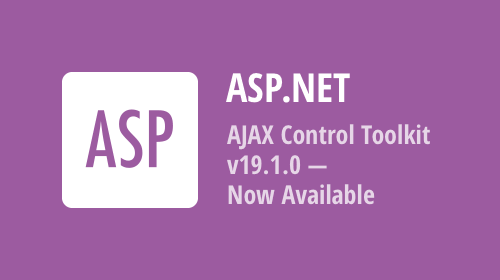 ASP
ASP.NET
AJAX Control Toolkit
v19.1.0 —
Now Available